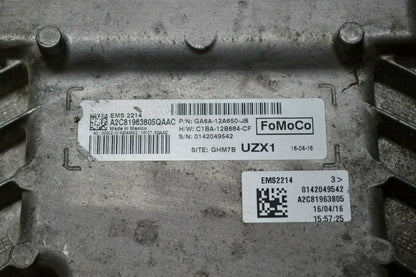 EMS 2214
A2C81963805QAAC
Made in Mexico
P/N: GA6A-12A650-JB
H/W: C1BA-12B684-CF
S/N: 0142049542
FoMoCo
SITE: GHM7B UZX1 16-04-16
EMS2214 3>
0142049542
A2C81963805
16/04/16
15:57:25